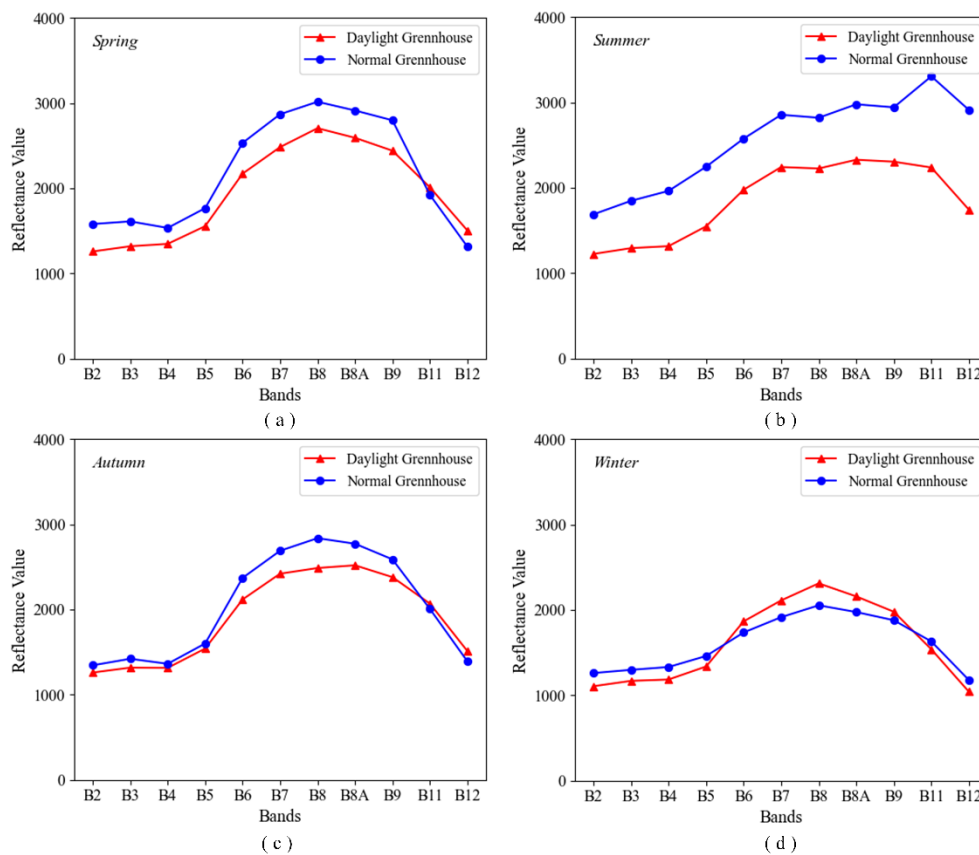 4000
3000
2000
1000
0
Reflectance Value
Spring
Daylight Grennhouse
Normal Grennhouse
B2 B3 B4 B5 B6 B7 B8 B8A B9 B11 B12
Bands
( a )
4000
3000
2000
1000
0
Reflectance Value
Summer
Daylight Grennhouse
Normal Grennhouse
B2 B3 B4 B5 B6 B7 B8 B8A B9 B11 B12
Bands
( b )
4000
3000
2000
1000
0
Reflectance Value
Autumn
Daylight Grennhouse
Normal Grennhouse
B2 B3 B4 B5 B6 B7 B8 B8A B9 B11 B12
Bands
( c )
4000
3000
2000
1000
0
Reflectance Value
Winter
Daylight Grennhouse
Normal Grennhouse
B2 B3 B4 B5 B6 B7 B8 B8A B9 B11 B12
Bands
( d )